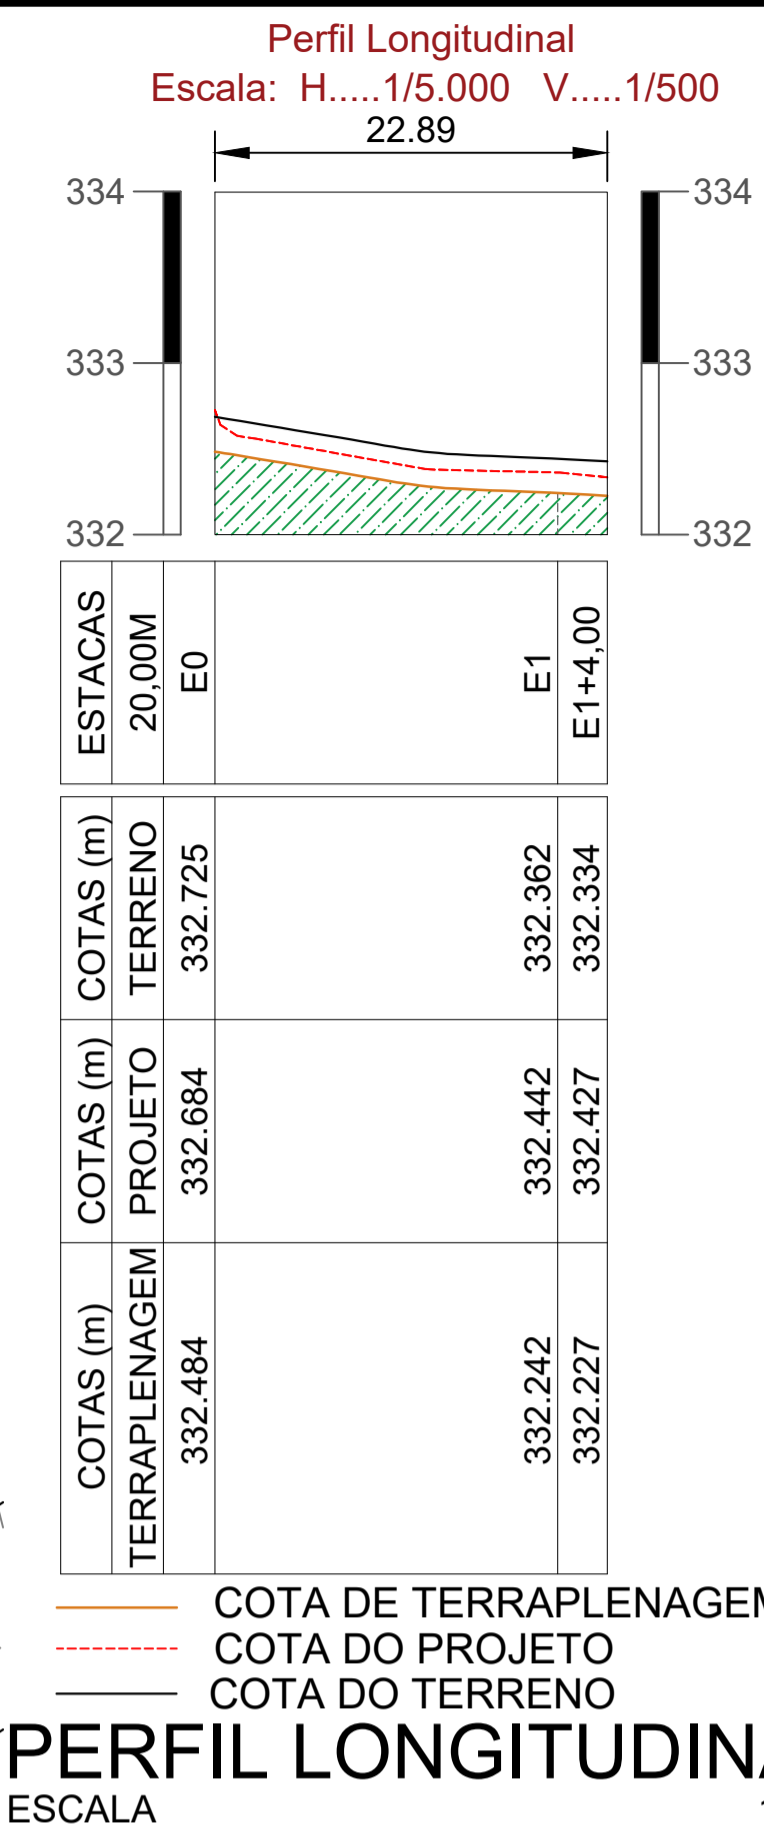 Perfil Longitudinal
Escala: H.....1/5.000 V.....1/500
22.89
334
334
333
333
332
332
ESTACAS
20,00M
E0
E1
E1+4,00
COTAS (m)
TERRENO
332.725
332.362
332.334
COTAS (m)
PROJETO
332.684
332.442
332.427
COTAS (m)
TERRAPLENAGEM
332.484
332.242
332.227
COTA DE TERRAPLENAGEM
COTA DO PROJETO
COTA DO TERRENO
PERFIL LONGITUDINA
ESCALA